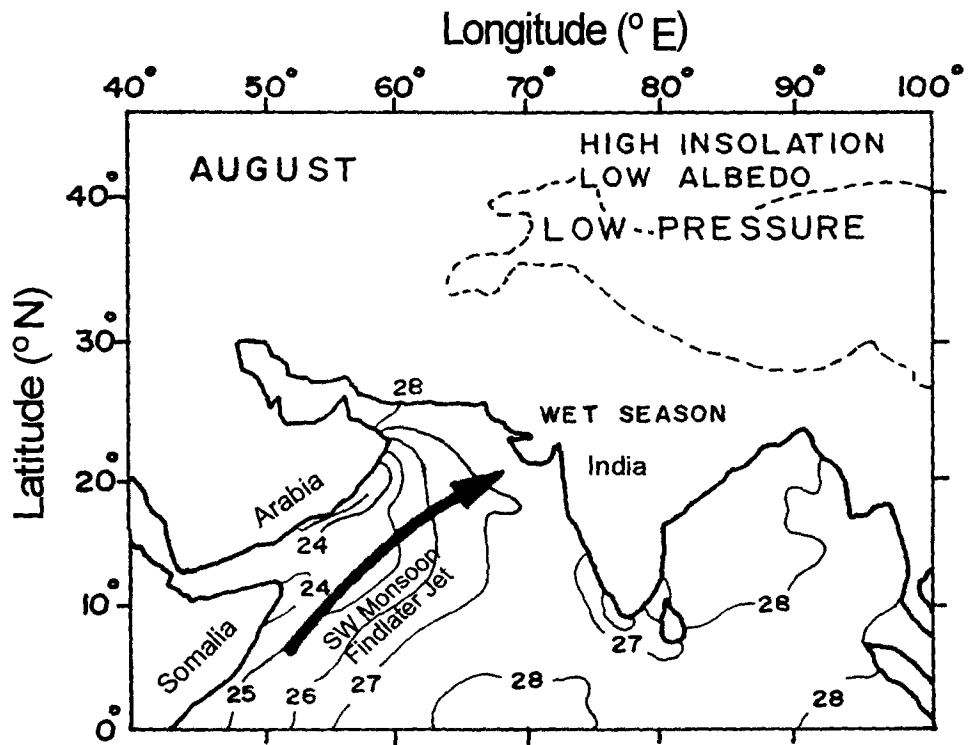 Longitude (° E)
40° 50° 60° 70° 80° 90° 100°
AUGUST
HIGH INSOLATION
LOW ALBEDO
LOW PRESSURE
Latitude (°N)
40°
30°
20°
10°
0°
28
WET SEASON
India
Arabia
24
24
SW Monsoon
Findlater Jet
Somalia
25
26
27
28
27
28
28